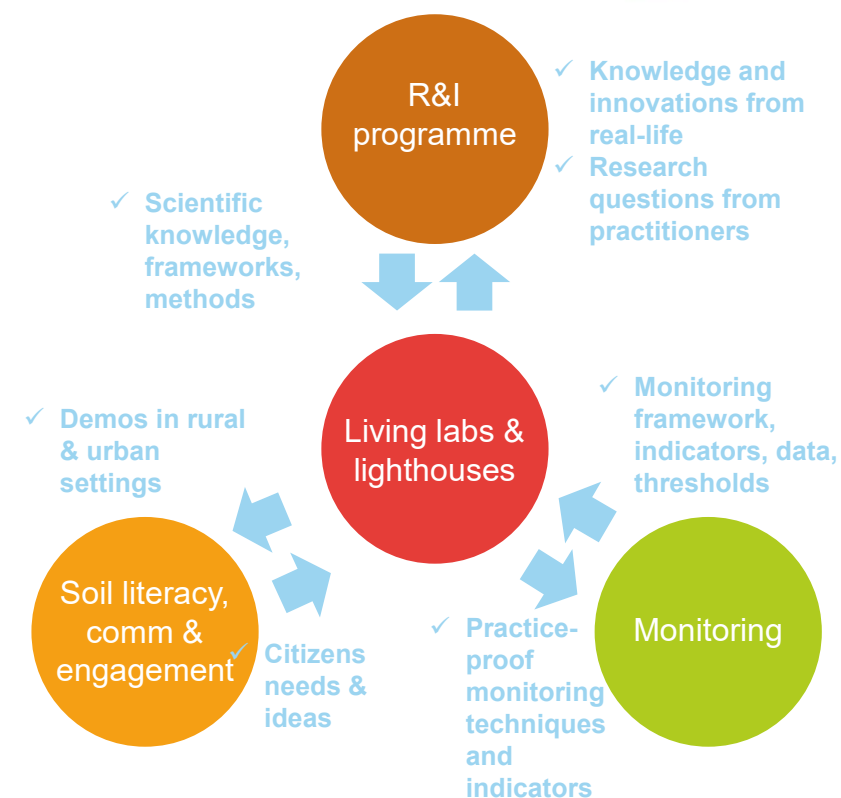 R&I
programme
✓ Knowledge and
innovations from
real-life
✓ Research
questions from
practitioners
✓ Scientific
knowledge,
frameworks,
methods
Living labs &
lighthouses
✓ Monitoring
framework,
indicators, data,
thresholds
✓ Demos in rural
& urban
settings
Soil literacy,
comm &
engagement
✓ Citizens
needs &
ideas
✓ Practice-
proof
monitoring
techniques
and
indicators
Monitoring